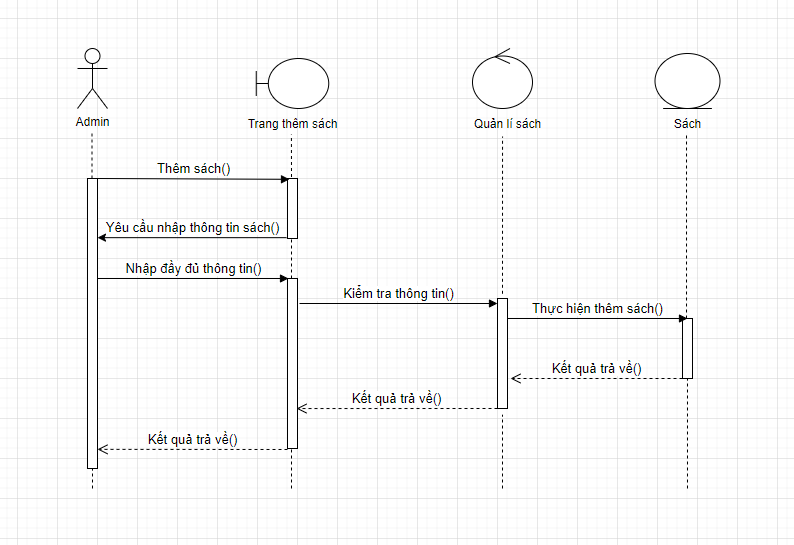 Admin
Trang thêm sách
Quản lí sách
Sách
Thêm sách()
Yêu cầu nhập thông tin sách()
Nhập đầy đủ thông tin()
Kiểm tra thông tin()
Thực hiện thêm sách()
Kết quả trả về()
Kết quả trả về()
Kết quả trả về()